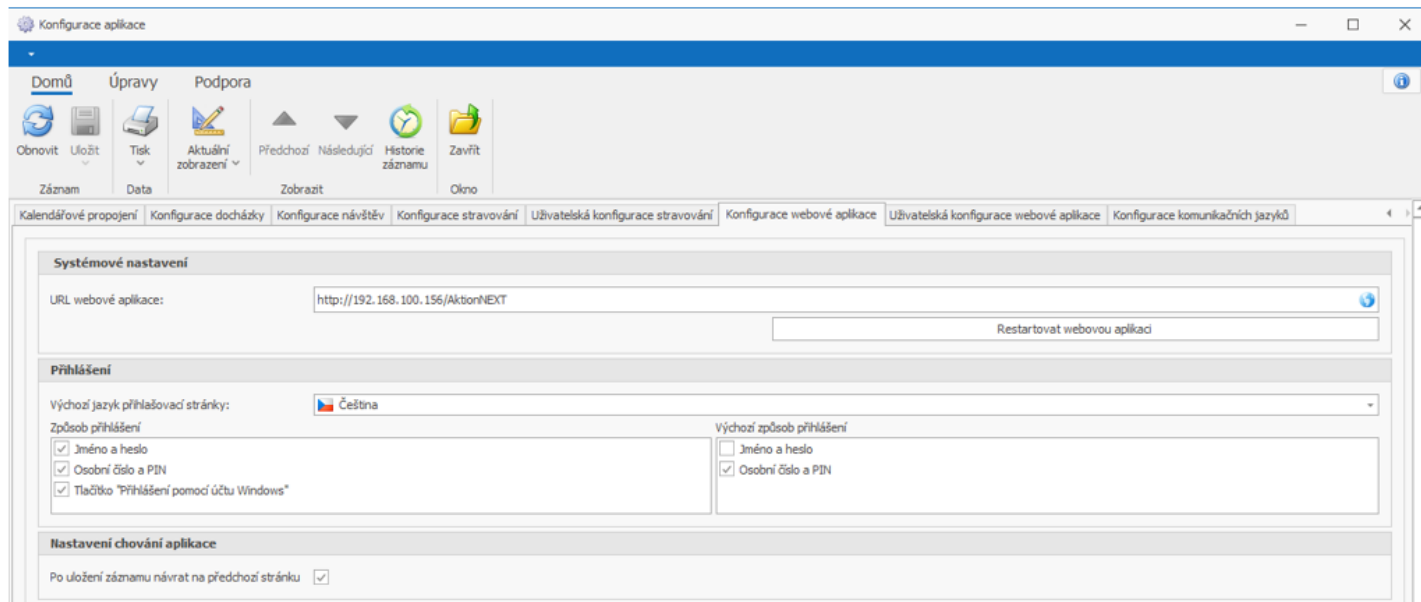 Konfigurace aplikace
Domů Úpravy Podpora
Obnovit Uložit Tisk Aktuální zobrazení Předchozí Následující Historie záznamu Zavřít
Záznam Data Zobrazit Okno
Kalendářové propojení Konfigurace docházky Konfigurace návštěv Konfigurace stravování Uživatelská konfigurace stravování Konfigurace webové aplikace Uživatelská konfigurace webové aplikace Konfigurace komunikačních jazyků
Systémové nastavení
URL webové aplikace: http://192.168.100.156/AktionNEXT
Restartovat webovou aplikaci
Přihlášení
Výchozí jazyk přihlašovací stránky: Čeština
Způsob přihlášení Výchozí způsob přihlášení
Jméno a heslo Jméno a heslo
Osobní číslo a PIN Osobní číslo a PIN
Tlačítko "Přihlášení pomocí účtu Windows"
Nastavení chování aplikace
Po uložení záznamu návrat na předchozí stránku